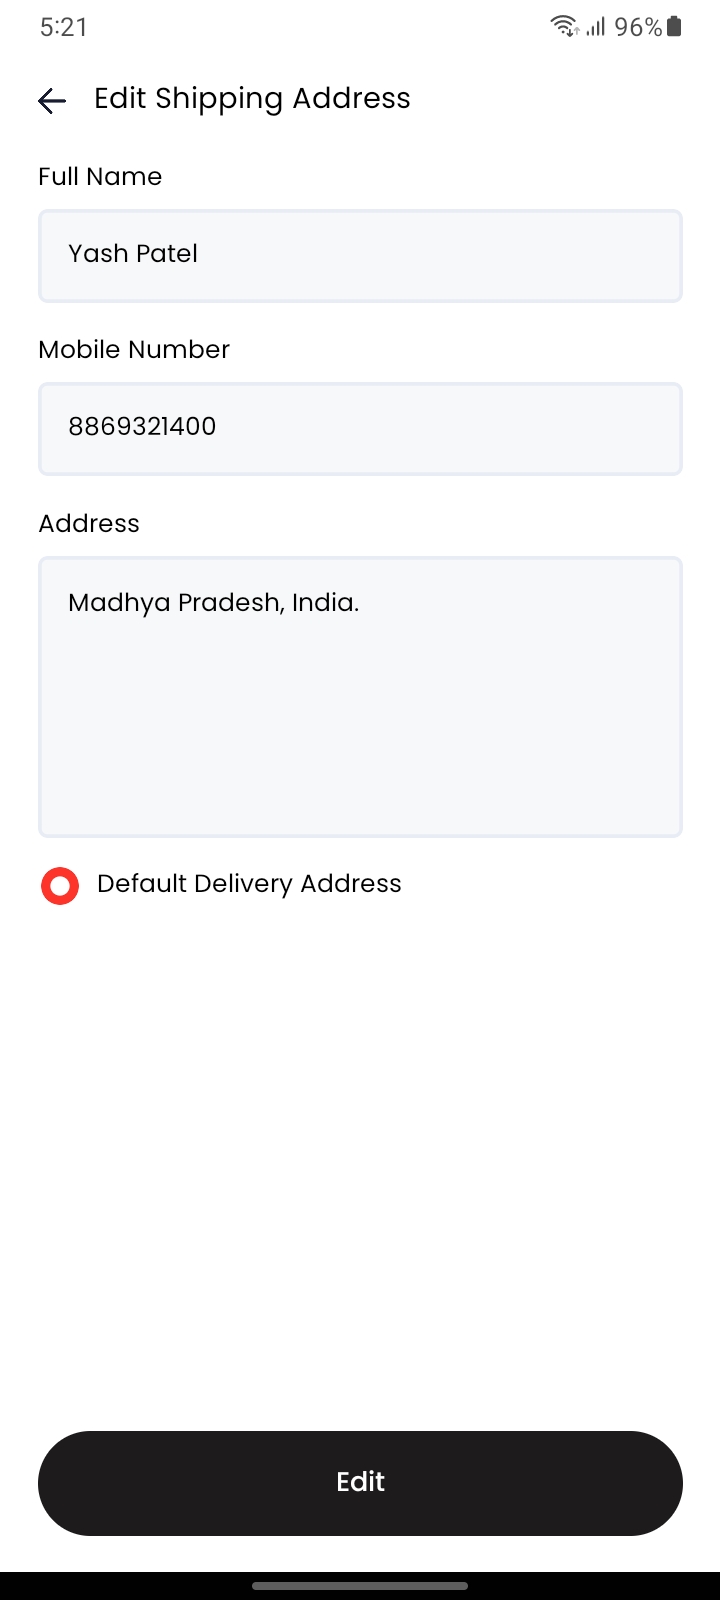 5:21
96%
Edit Shipping Address
Full Name
Yash Patel
Mobile Number
8869321400
Address
Madhya Pradesh, India.
Default Delivery Address
Edit